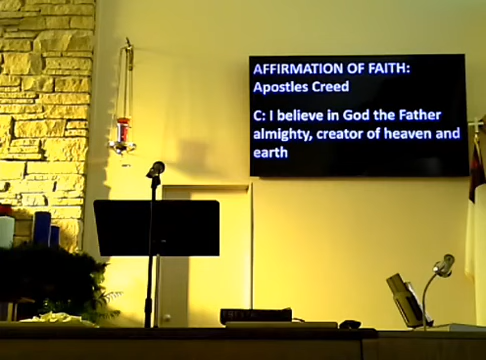 AFFIRMATION OF FAITH:
Apostles Creed
C: I believe in God the Father
almighty, creator of heaven and
earth